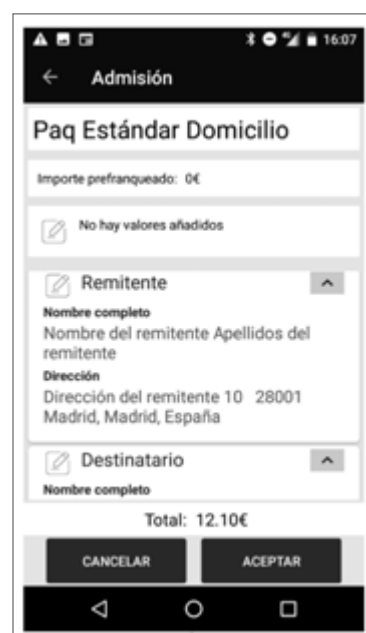 16:07
Admisión
Paq Estándar Domicilio
Importe prefranqueado: 0€
No hay valores añadidos
Remitente
Nombre completo
Nombre del remitente Apellidos del
remitente
Dirección
Dirección del remitente 10 28001
Madrid, Madrid, España
Destinatario
Nombre completo
Total: 12.10€
CANCELAR ACEPTAR